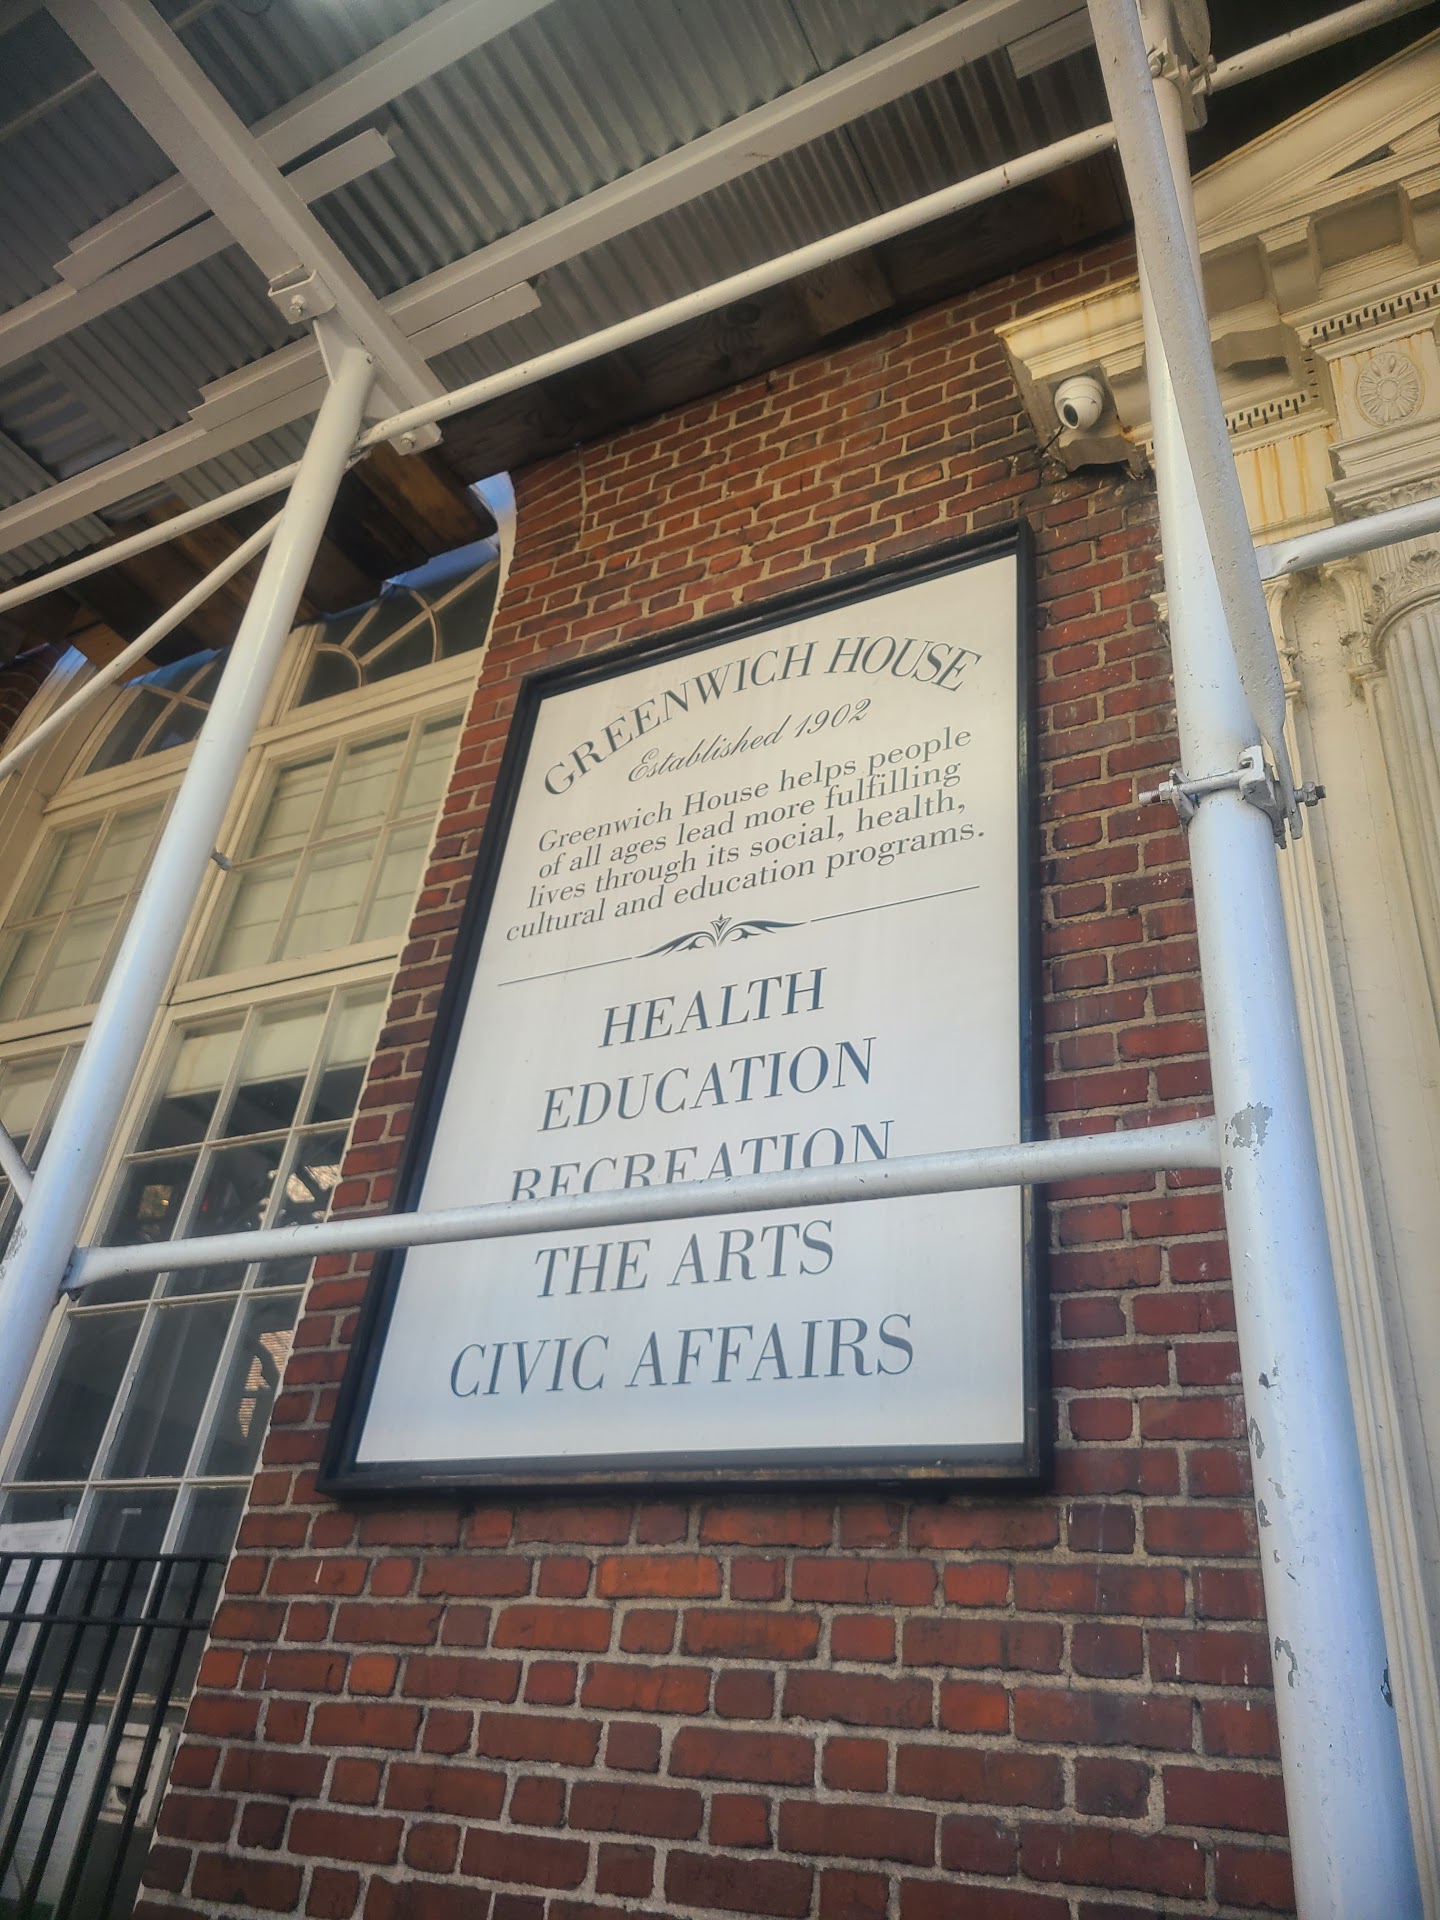 GREENWICH HOUSE
Established 1902
Greenwich House helps people
of all ages lead more fulfilling
lives through its social, health,
cultural and education programs.
HEALTH
EDUCATION
RECREATION
THE ARTS
CIVIC AFFAIRS